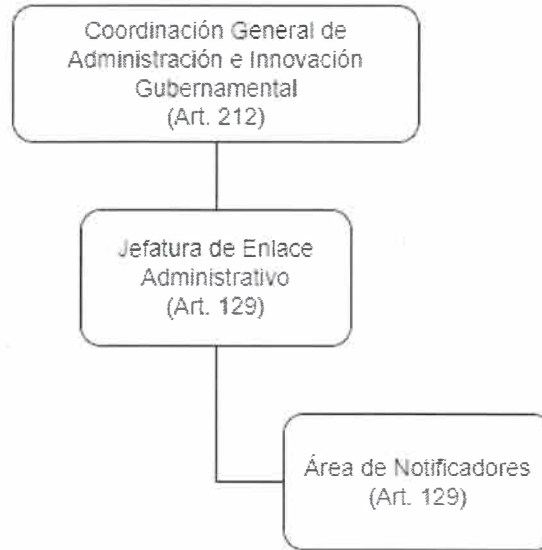 Coordinación General de
Administración e Innovación
Gubernamental
(Art. 212)
Jefatura de Enlace
Administrativo
(Art. 129)
Área de Notificadores
(Art. 129)